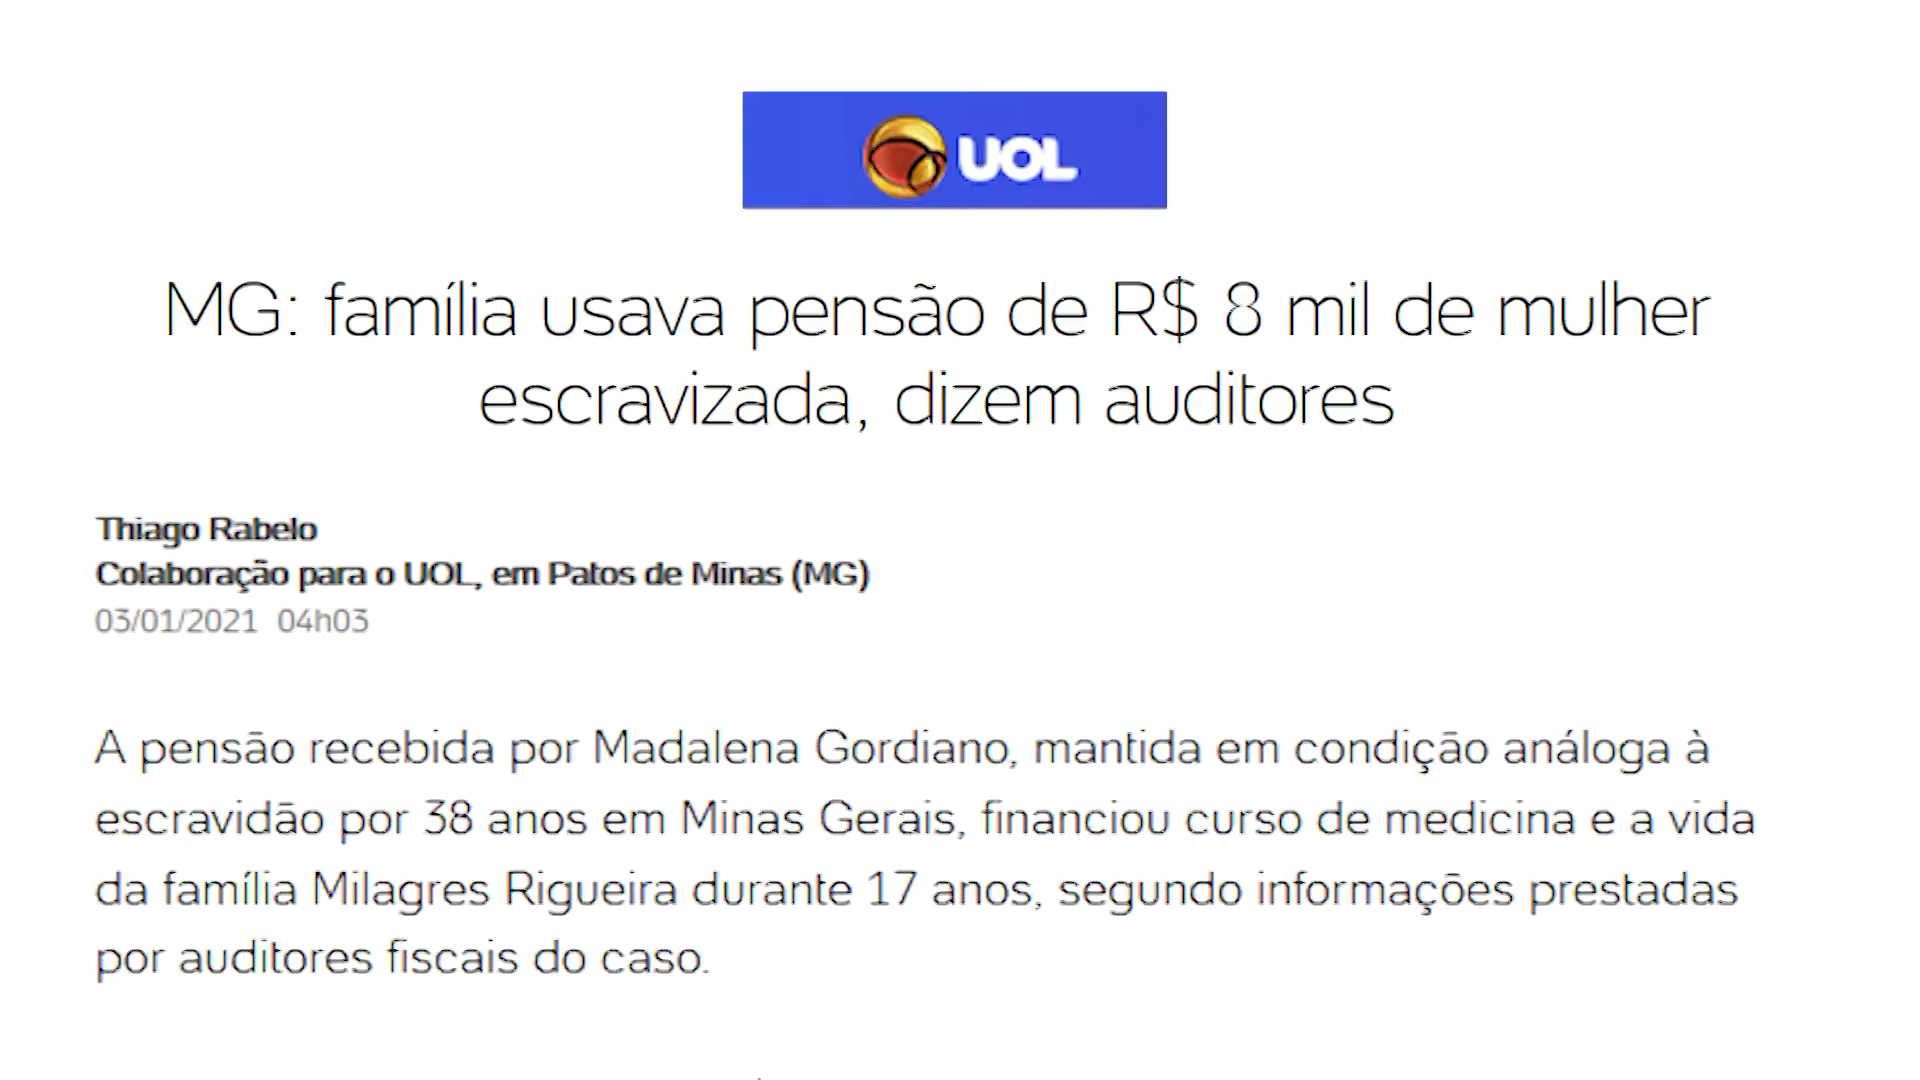 UOL
MG: família usava pensão de R$ 8 mil de mulher
escravizada, dizem auditores
Thiago Rabelo
Colaboração para o UOL, em Patos de Minas (MG)
03/01/2021 04h03
A pensão recebida por Madalena Gordiano, mantida em condição análoga à
escravidão por 38 anos em Minas Gerais, financiou curso de medicina e a vida
da família Milagres Rigueira durante 17 anos, segundo informações prestadas
por auditores fiscais do caso.